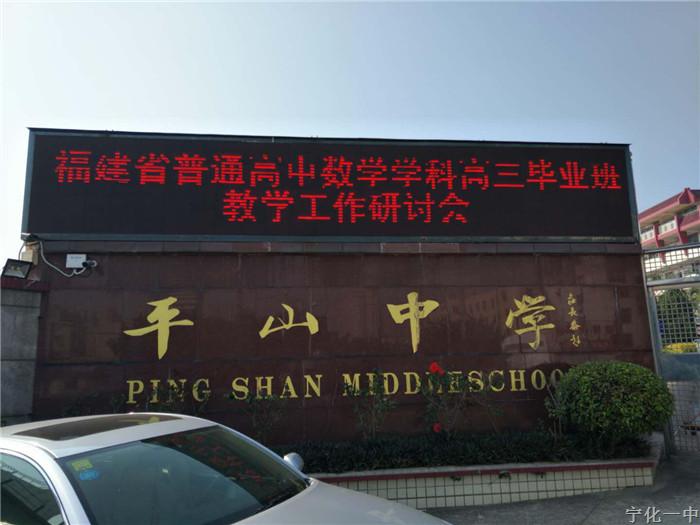 福建省普通高中数学学科高三毕业班
教学工作研讨会
平山中学
PING SHAN MIDDLESCHOOL
宁化一中